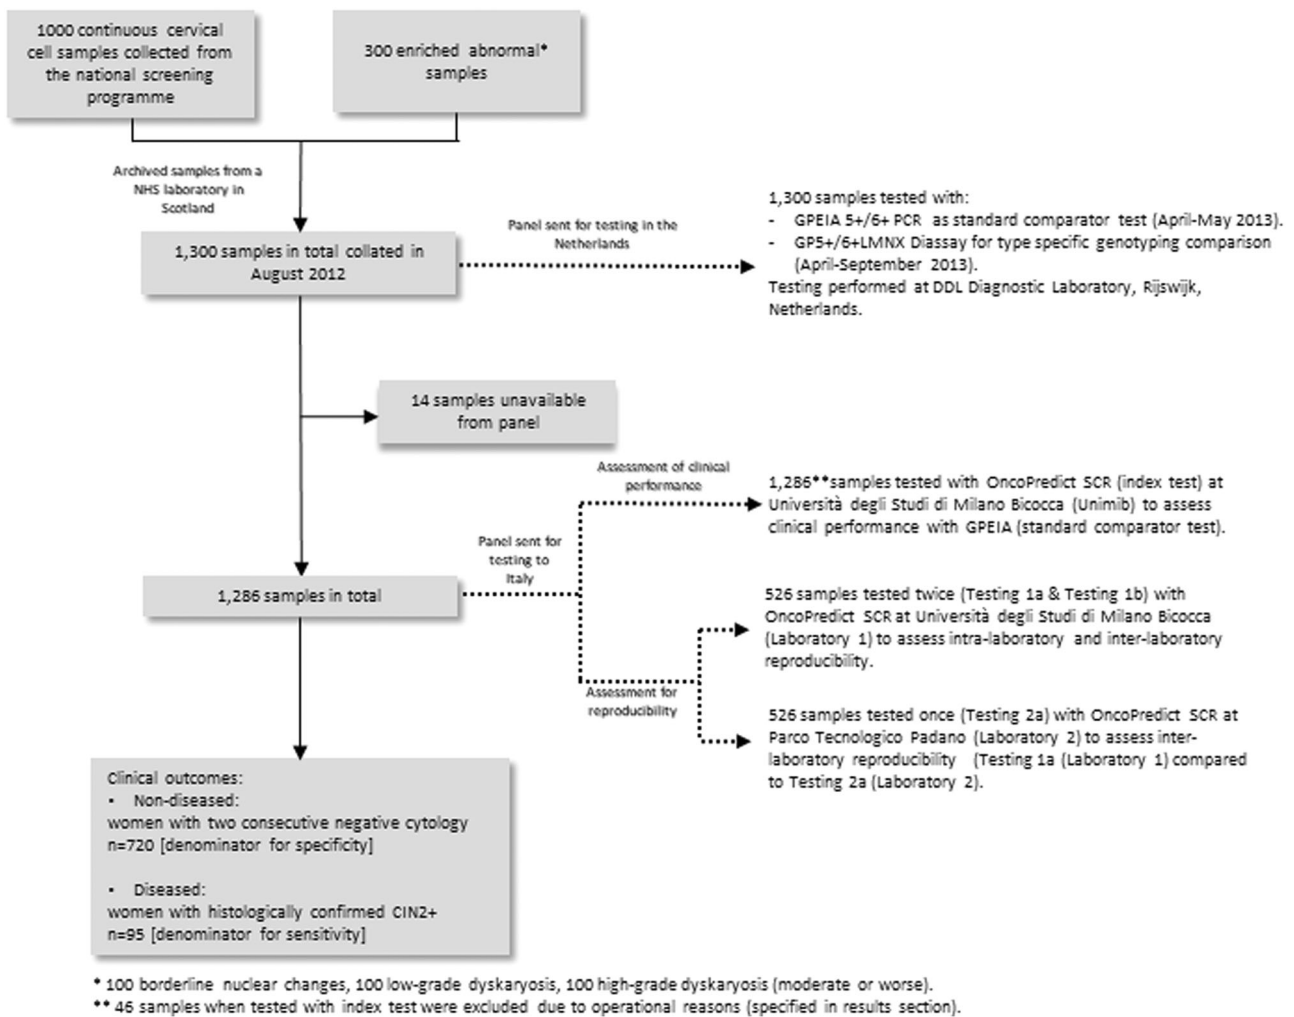 1000 continuous cervical
cell samples collected from
the national screening
programme
300 enriched abnormal*
samples
Archived samples from a
NHS laboratory in
Scotland
1,300 samples in total collated in
August 2012
Panel sent for testing in the
Netherlands
1,300 samples tested with:
- GPEIA 5+/6+ PCR as standard comparator test (April-May 2013).
- GP5+/6+LMNX Diassay for type specific genotyping comparison
(April-September 2013).
Testing performed at DDL Diagnostic Laboratory, Rijswijk,
Netherlands.
14 samples unavailable
from panel
Assessment of clinical
performance
1,286**samples tested with OncoPredict SCR (index test) at
Università degli Studi di Milano Bicocca (Unimib) to assess
clinical performance with GPEIA (standard comparator test).
Panel sent for
testing to
Italy
1,286 samples in total
526 samples tested twice (Testing 1a & Testing 1b) with
OncoPredict SCR at Università degli Studi di Milano Bicocca
(Laboratory 1) to assess intra-laboratory and inter-laboratory
reproducibility.
Assessment for
reproducibility
526 samples tested once (Testing 2a) with OncoPredict SCR at
Parco Tecnologico Padano (Laboratory 2) to assess inter-
laboratory reproducibility (Testing 1a (Laboratory 1) compared
to Testing 2a (Laboratory 2).
Clinical outcomes:
• Non-diseased:
women with two consecutive negative cytology
n=720 [denominator for specificity]
• Diseased:
women with histologically confirmed CIN2+
n=95 [denominator for sensitivity]
* 100 borderline nuclear changes, 100 low-grade dyskaryosis, 100 high-grade dyskaryosis (moderate or worse).
** 46 samples when tested with index test were excluded due to operational reasons (specified in results section).